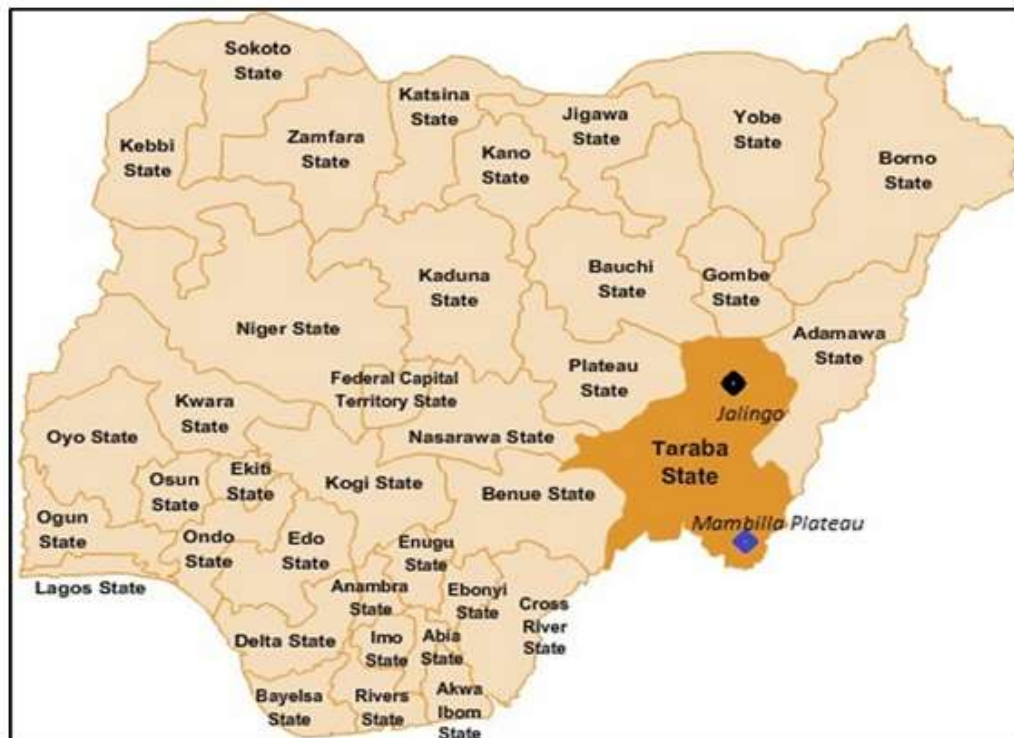 Sokoto
State
Katsina
State
Jigawa
State
Yobe
State
Kebbi
State
Zamfara
State
Kano
State
Borno
State
Kaduna
State
Bauchi
State
Gombe
State
Niger State
Adamawa
State
Plateau
State
Federal Capital
Territory State
Jalingo
Kwara
State
Oyo State
Nasarawa State
Taraba
State
Osun
State
Ekiti
State
Kogi State
Benue State
Ogun
State
Ondo
State
Edo
State
Enugu
State
Mambilla Plateau
Lagos State
Anambra
State
Ebonyi
State
Cross
River
State
Delta State
Imo
State
Abia
State
Bayelsa
State
Rivers
State
Akwa
Ibom
State